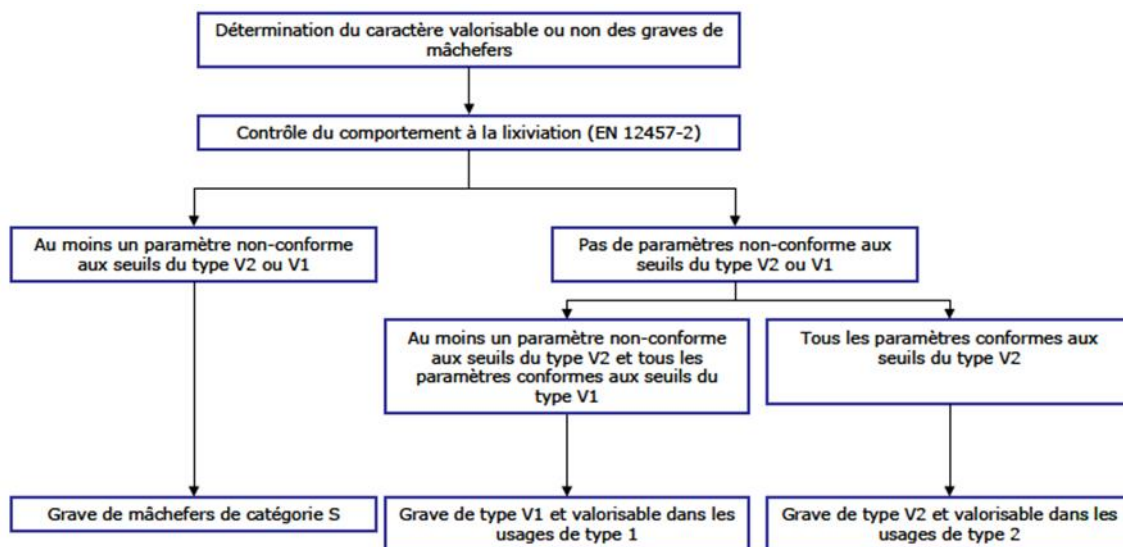 Détermination du caractère valorisable ou non des graves de
mâchefers
Contrôle du comportement à la lixiviation (EN 12457-2)
Au moins un paramètre non-conforme
aux seuils du type V2 ou V1
Pas de paramètres non-conforme aux
seuils du type V2 ou V1
Au moins un paramètre non-conforme
aux seuils du type V2 et tous les
paramètres conformes aux seuils du
type V1
Tous les paramètres conformes aux
seuils du type V2
Grave de mâchefers de catégorie S
Grave de type V1 et valorisable dans les
usages de type 1
Grave de type V2 et valorisable dans les
usages de type 2